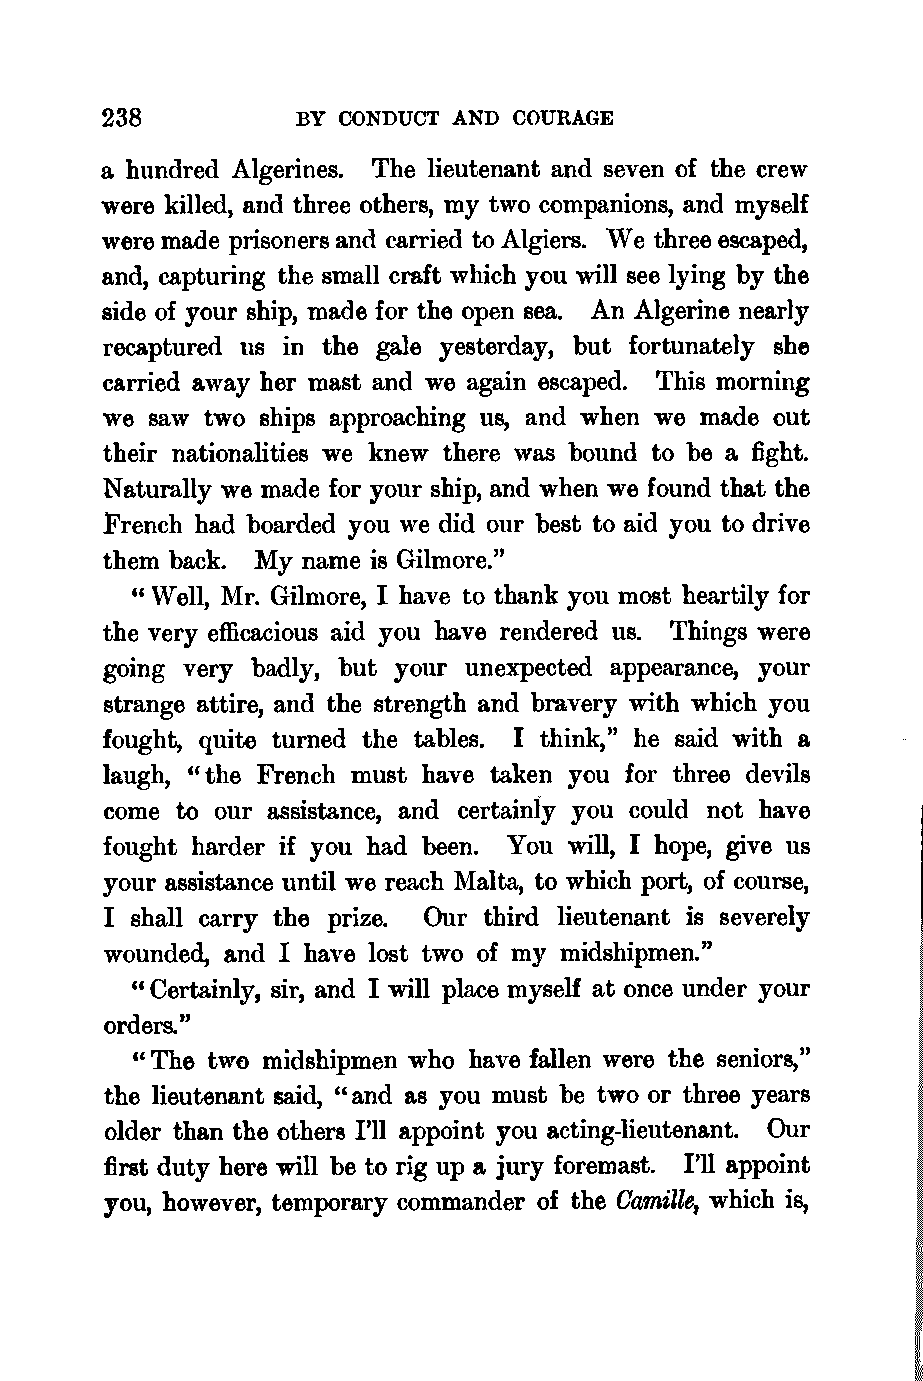 238 BY CONDUCT AND COURAGE
a hundred Algerines. The lieutenant and seven of the crew
were killed, and three others, my two companions, and myself
were made prisoners and carried to Algiers. We three escaped,
and, capturing the small craft which you will see lying by the
side of your ship, made for the open sea. An Algerine nearly
recaptured us in the gale yesterday, but fortunately she
carried away her mast and we again escaped. This morning
we saw two ships approaching us, and when we made out
their nationalities we knew there was bound to be a fight.
Naturally we made for your ship, and when we found that the
French had boarded you we did our best to aid you to drive
them back. My name is Gilmore."
"Well, Mr. Gilmore, I have to thank you most heartily for
the very efficacious aid you have rendered us. Things were
going very badly, but your unexpected appearance, your
strange attire, and the strength and bravery with which you
fought, quite turned the tables. I think," he said with a
laugh, "the French must have taken you for three devils
come to our assistance, and certainly you could not have
fought harder if you had been. You will, I hope, give us
your assistance until we reach Malta, to which port, of course,
I shall carry the prize. Our third lieutenant is severely
wounded, and I have lost two of my midshipmen."
"Certainly, sir, and I will place myself at once under your
orders."
"The two midshipmen who have fallen were the seniors,"
the lieutenant said, "and as you must be two or three years
older than the others I'll appoint you acting-lieutenant. Our
first duty here will be to rig up a jury foremast. I'll appoint
you, however, temporary commander of the Camille, which is,